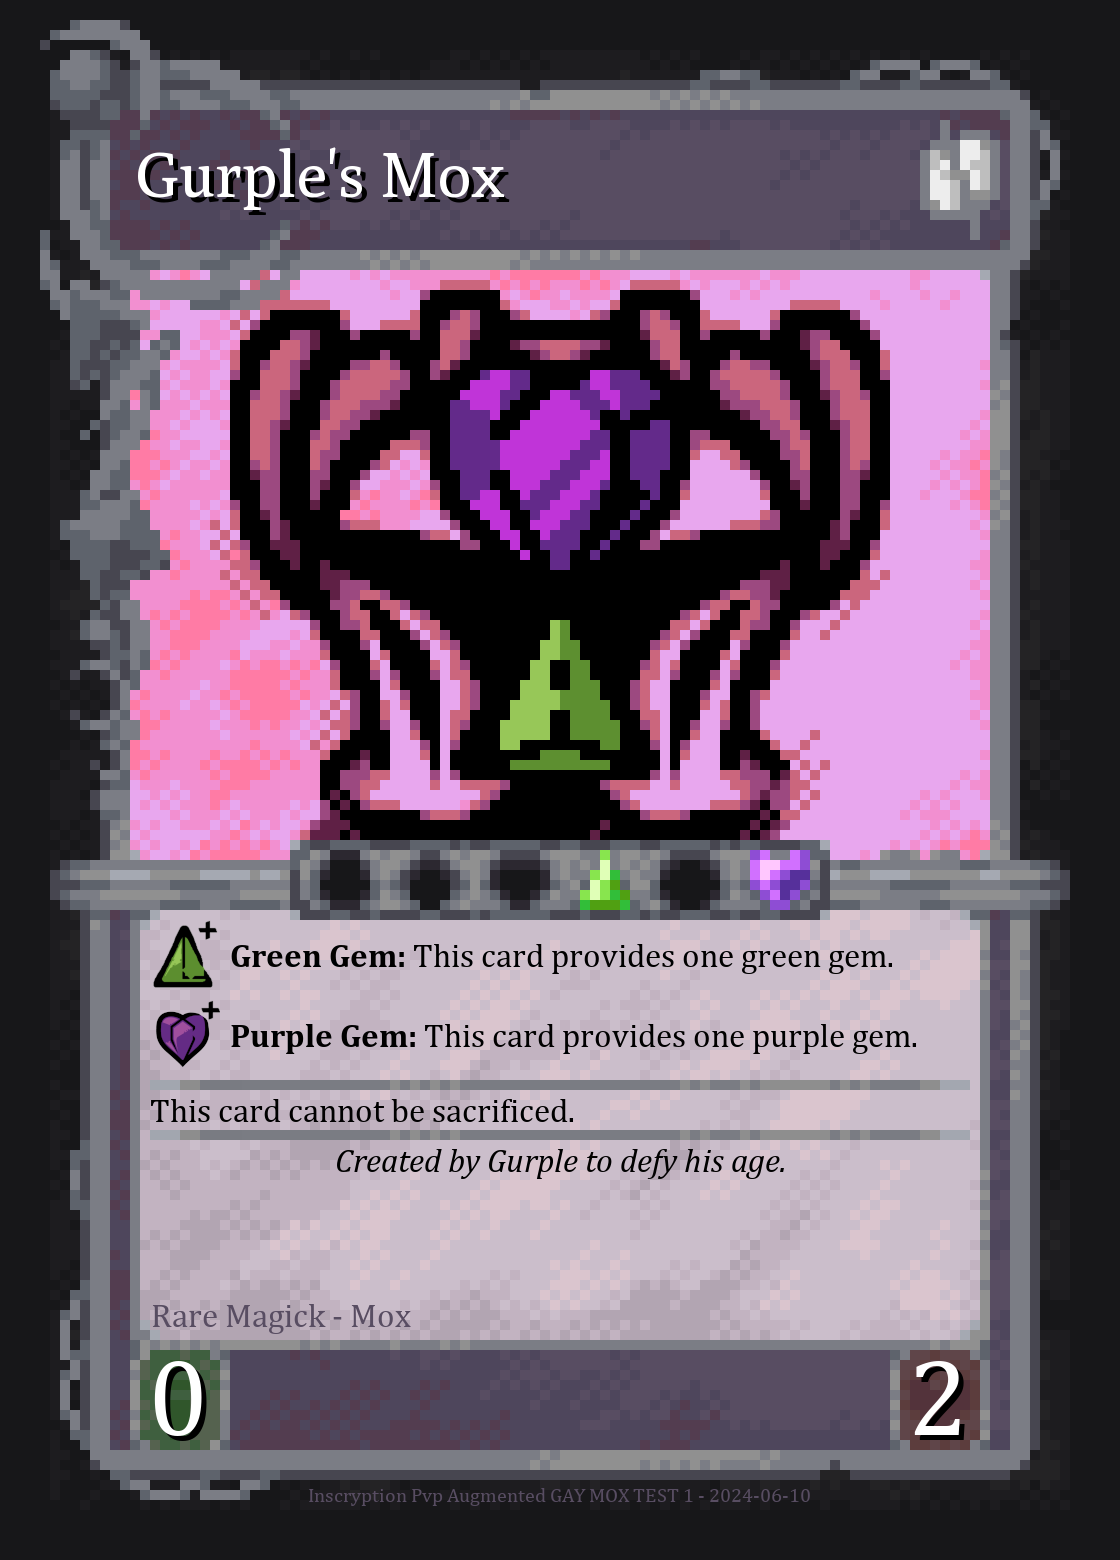 Gurple's Mox
Green Gem: This card provides one green gem.
Purple Gem: This card provides one purple gem.
This card cannot be sacrificed.
Created by Gurple to defy his age.
Rare Magick - Mox
0
2
Inscryption Pvp Augmented GAY MOX TEST 1 - 2024-06-10